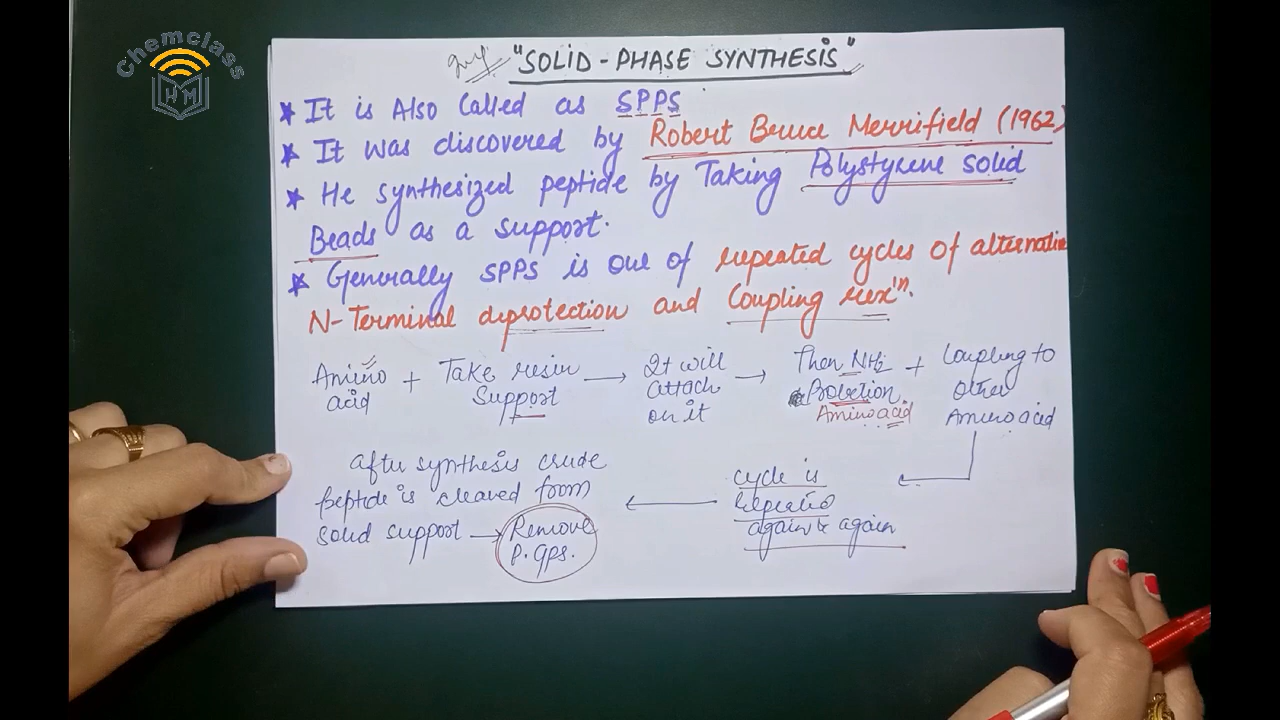 Chemclass
HM
"SOLID-PHASE SYNTHESIS"
★ It is Also Called as SPPS
★ It was discovered by Robert Bruce Merrifield (1962)
★ He synthesized peptide by Taking Polystyrene solid
Beads as a support.
★ Generally SPPS is one of repeated cycles of alternative
N-Terminal deprotection and Coupling rex'n.
Amino acid + Take resin Support → It will attach on it → Then NH2 Protection Amino acid + Coupling to other Amino acid
cycle is
Repeated
again & again
after synthesis crude
peptide is cleaved from
solid support → Remove
P. gps.